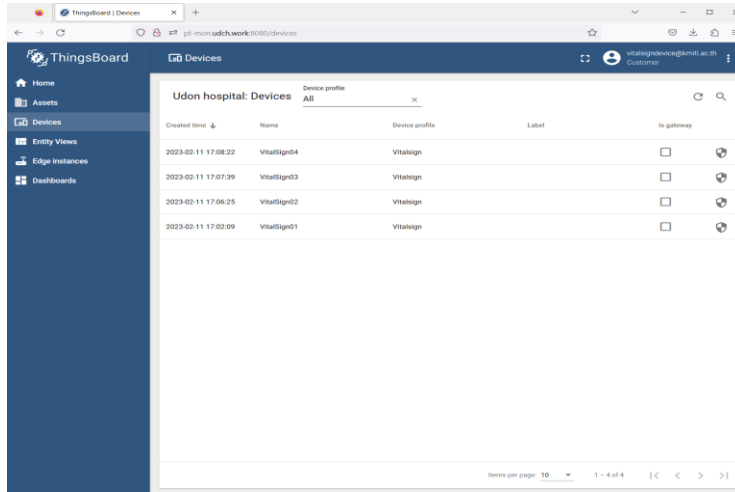 ThingsBoard | Devices
pt-mon.udch.work:8080/devices
ThingsBoard
Devices
vitalsigndevice@kmitl.ac.th
Customer
Home
Assets
Devices
Entity Views
Edge instances
Dashboards
Udon hospital: Devices
Device profile
All
Created time Name Device profile Label Is gateway
2023-02-11 17:08:22 VitalSign04 Vitalsign
2023-02-11 17:07:39 VitalSign03 Vitalsign
2023-02-11 17:06:25 VitalSign02 Vitalsign
2023-02-11 17:02:09 VitalSign01 Vitalsign
Items per page: 10 1 – 4 of 4